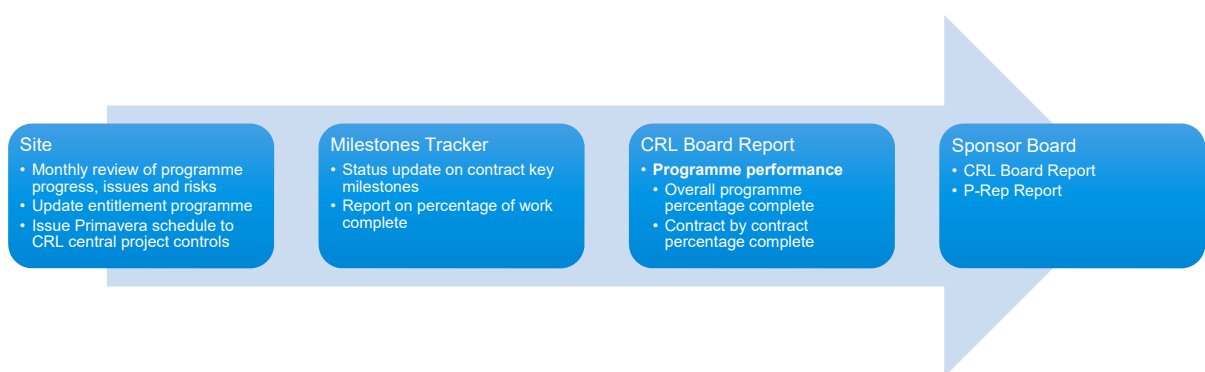 Site
• Monthly review of programme
progress, issues and risks
• Update entitlement programme
• Issue Primavera schedule to
CRL central project controls
Milestones Tracker
• Status update on contract key
milestones
• Report on percentage of work
complete
CRL Board Report
• Programme performance
• Overall programme
percentage complete
• Contract by contract
percentage complete
Sponsor Board
• CRL Board Report
• P-Rep Report